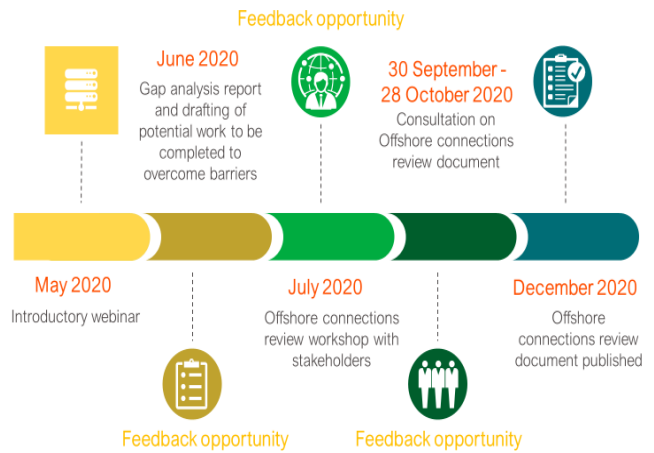 Feedback opportunity
June 2020
Gap analysis report
and drafting of
potential work to be
completed to
overcome barriers
30 September -
28 October 2020
Consultation on
Offshore connections
review document
May 2020
Introductory webinar
July 2020
Offshore connections
review workshop with
stakeholders
December 2020
Offshore
connections review
document published
Feedback opportunity
Feedback opportunity